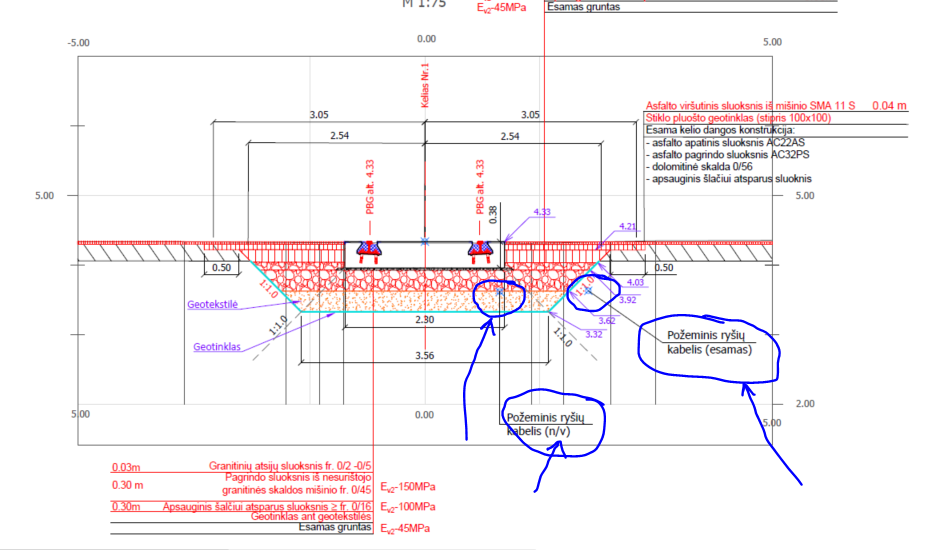 M 1:75
Ev2-45MPa
Esamas gruntas
-5.00
0.00
5.00
Kelias Nr.1
3.05
3.05
2.54
2.54
Asfalto viršutinis sluoksnis iš mišinio SMA 11 S 0.04 m
Stiklo pluošto geotinklas (stipris 100x100)
Esama kelio dangos konstrukcija:
- asfalto apatinis sluoksnis AC22AS
- asfalto pagrindo sluoksnis AC32PS
- dolomitinė skalda 0/56
- apsauginis šlačiui atsparus sluoknis
PBG alt. 4.33
PBG alt. 4.33
5.00
5.00
0.38
4.33
4.21
0.50
0.50
1:1.0
1:1.0
4.03
3.92
3.62
3.32
Geotekstilė
Geotinklas
1:1.0
1:1.0
2.30
3.56
Požeminis ryšių
kabelis (esamas)
5.00
0.00
2.00
5.00
Požeminis ryšių
kabelis (n/v)
0.03m Granitinių atsijų sluoksnis fr. 0/2 -0/5
0.30 m Pagrindo sluoksnis iš nesurištojo
granitinės skaldos mišinio fr. 0/45 Ev2-150MPa
0.30m Apsauginis šalčiui atsparus sluoksnis ≥ fr. 0/16 Ev2-100MPa
Geotinklas ant geotekstilės
Esamas gruntas Ev2-45MPa